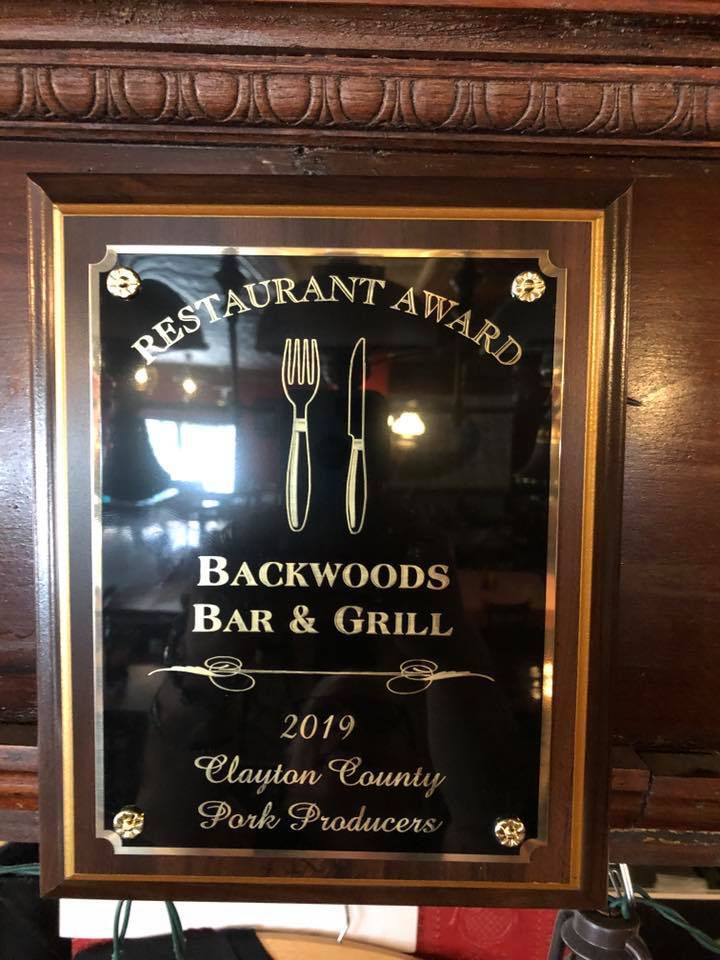 RESTAURANT AWARD
BACKWOODS
BAR & GRILL
2019
Clayton County
Pork Producers